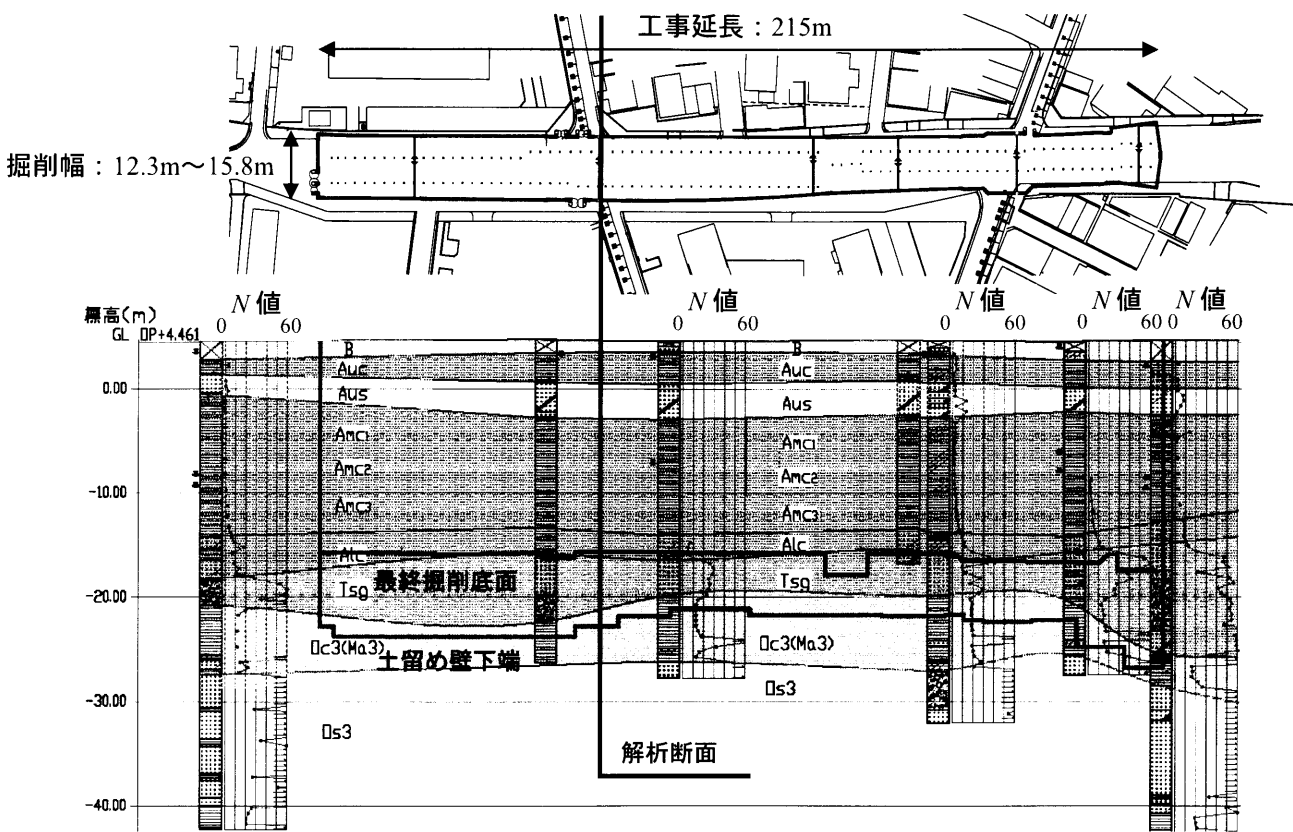 工事延長：215m
掘削幅：12.3m～15.8m
N値 N値 N値 N値 N値
標高(m)
GL OP+4.461
0 60 0 60 0 60 0 60 0 60
B B
Auc Auc
0.00
Aus Aus
Amc1 Amc1
Amc2 Amc2
-10.00
Amc3 Amc3
Alc Alc
最終掘削底面
Tsg Tsg
-20.00
Oc3(Ma3) Oc3(Ma3)
土留め壁下端
Os3
-30.00
Os3
解析断面
-40.00